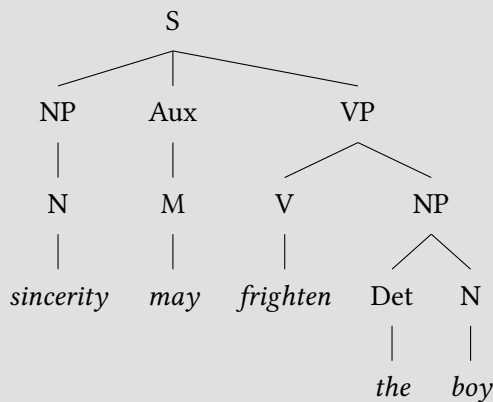 S
NP Aux VP
N M V NP
sincerity may frighten Det N
the boy